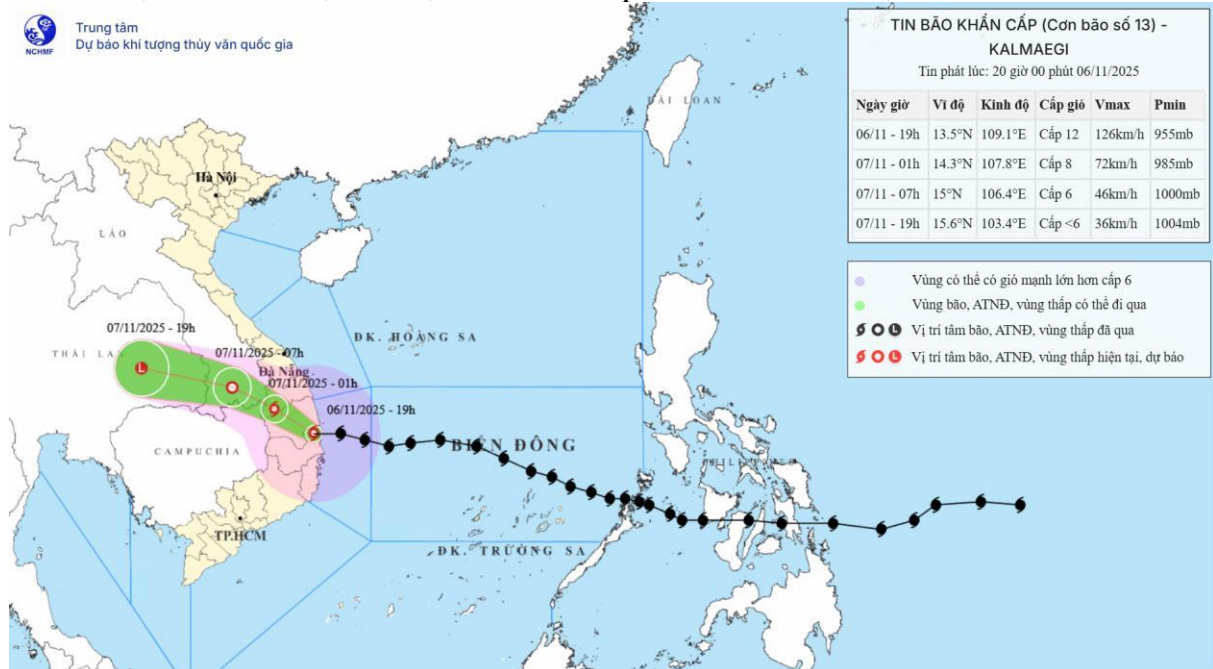 Trung tâm
Dự báo khí tượng thủy văn quốc gia
NCHMF
TIN BÃO KHẨN CẤP (Cơn bão số 13) -
KALMAEGI
Tin phát lúc: 20 giờ 00 phút 06/11/2025
Ngày giờ Vĩ độ Kinh độ Cấp gió Vmax Pmin
06/11 - 19h 13.5°N 109.1°E Cấp 12 126km/h 955mb
07/11 - 01h 14.3°N 107.8°E Cấp 8 72km/h 985mb
07/11 - 07h 15°N 106.4°E Cấp 6 46km/h 1000mb
07/11 - 19h 15.6°N 103.4°E Cấp <6 36km/h 1004mb
Vùng có thể có gió mạnh lớn hơn cấp 6
Vùng bão, ATNĐ, vùng thấp có thể đi qua
Vị trí tâm bão, ATNĐ, vùng thấp đã qua
Vị trí tâm bão, ATNĐ, vùng thấp hiện tại, dự báo
ĐÀI LOAN
Hà Nội
LÀO
ĐK. HOÀNG SA
07/11/2025 - 19h
THÁI LAN
07/11/2025 - 07h
Đà Nẵng
07/11/2025 - 01h
06/11/2025 - 19h
BIỂN ĐÔNG
CAMPUCHIA
PHILIPPINES
TP.HCM
ĐK. TRƯỜNG SA